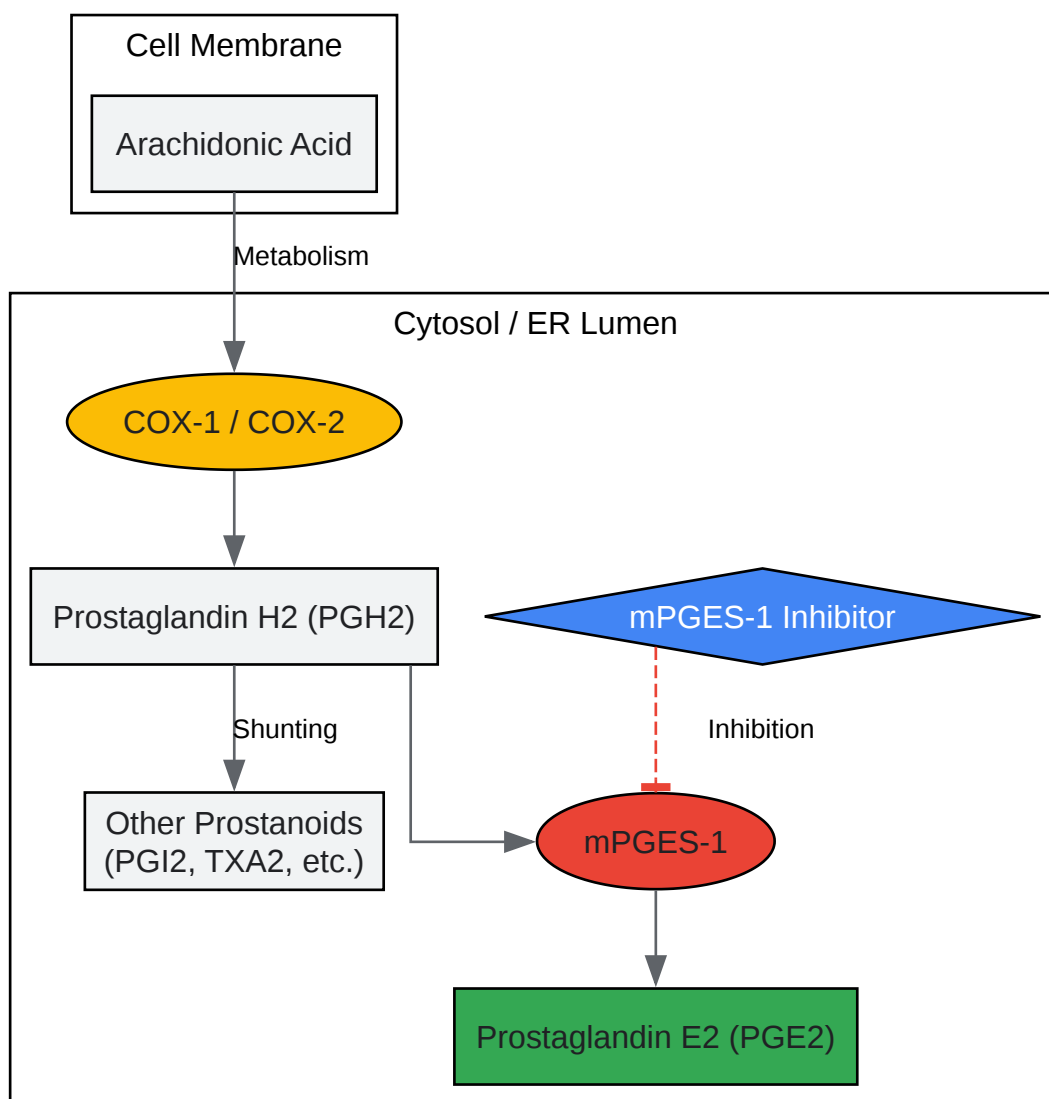 Cell Membrane
Arachidonic Acid
Metabolism
Cytosol / ER Lumen
COX-1 / COX-2
Prostaglandin H2 (PGH2)
mPGES-1 Inhibitor
Shunting
Inhibition
Other Prostanoids
(PGI2, TXA2, etc.)
mPGES-1
Prostaglandin E2 (PGE2)